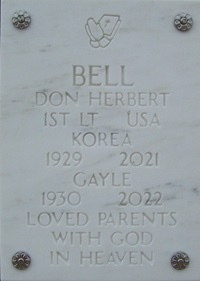 BELL
DON HERBERT
1ST LT USA
KOREA
1929 2021
GAYLE
1930 2022
LOVED PARENTS
WITH GOD
IN HEAVEN